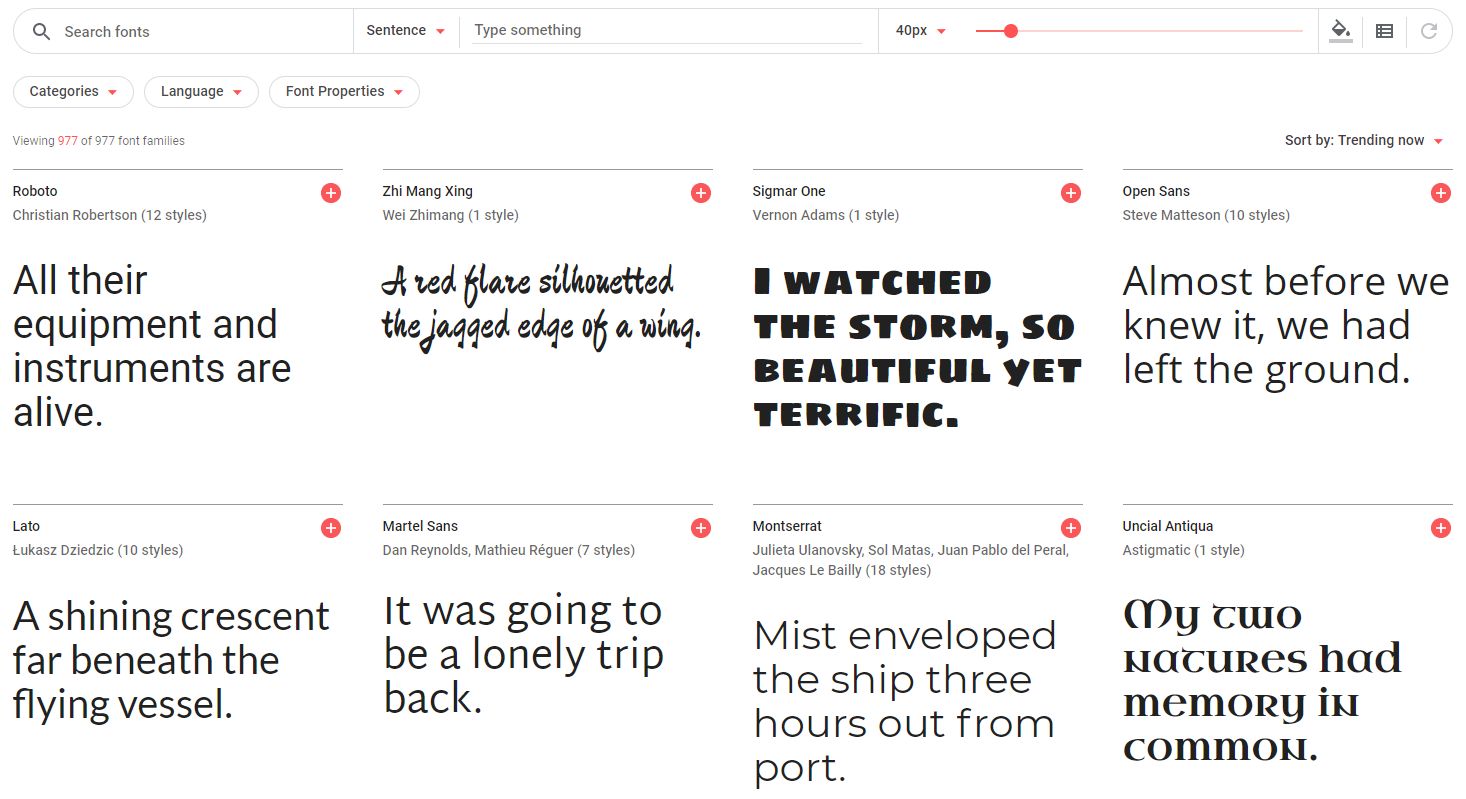 Search fonts
Sentence
Type something
40px
Categories
Language
Font Properties
Viewing 977 of 977 font families
Sort by: Trending now
Roboto
Christian Robertson (12 styles)
All their
equipment and
instruments are
alive.
Zhi Mang Xing
Wei Zhimang (1 style)
A red flare silhouetted
the jagged edge of a wing.
Sigmar One
Vernon Adams (1 style)
I watched
the storm, so
beautiful yet
terrific.
Open Sans
Steve Matteson (10 styles)
Almost before we
knew it, we had
left the ground.
Lato
Łukasz Dziedzic (10 styles)
A shining crescent
far beneath the
flying vessel.
Martel Sans
Dan Reynolds, Mathieu Réguer (7 styles)
It was going to
be a lonely trip
back.
Montserrat
Julieta Ulanovsky, Sol Matas, Juan Pablo del Peral,
Jacques Le Bailly (18 styles)
Mist enveloped
the ship three
hours out from
port.
Uncial Antiqua
Astigmatic (1 style)
My two
natures had
memory in
common.